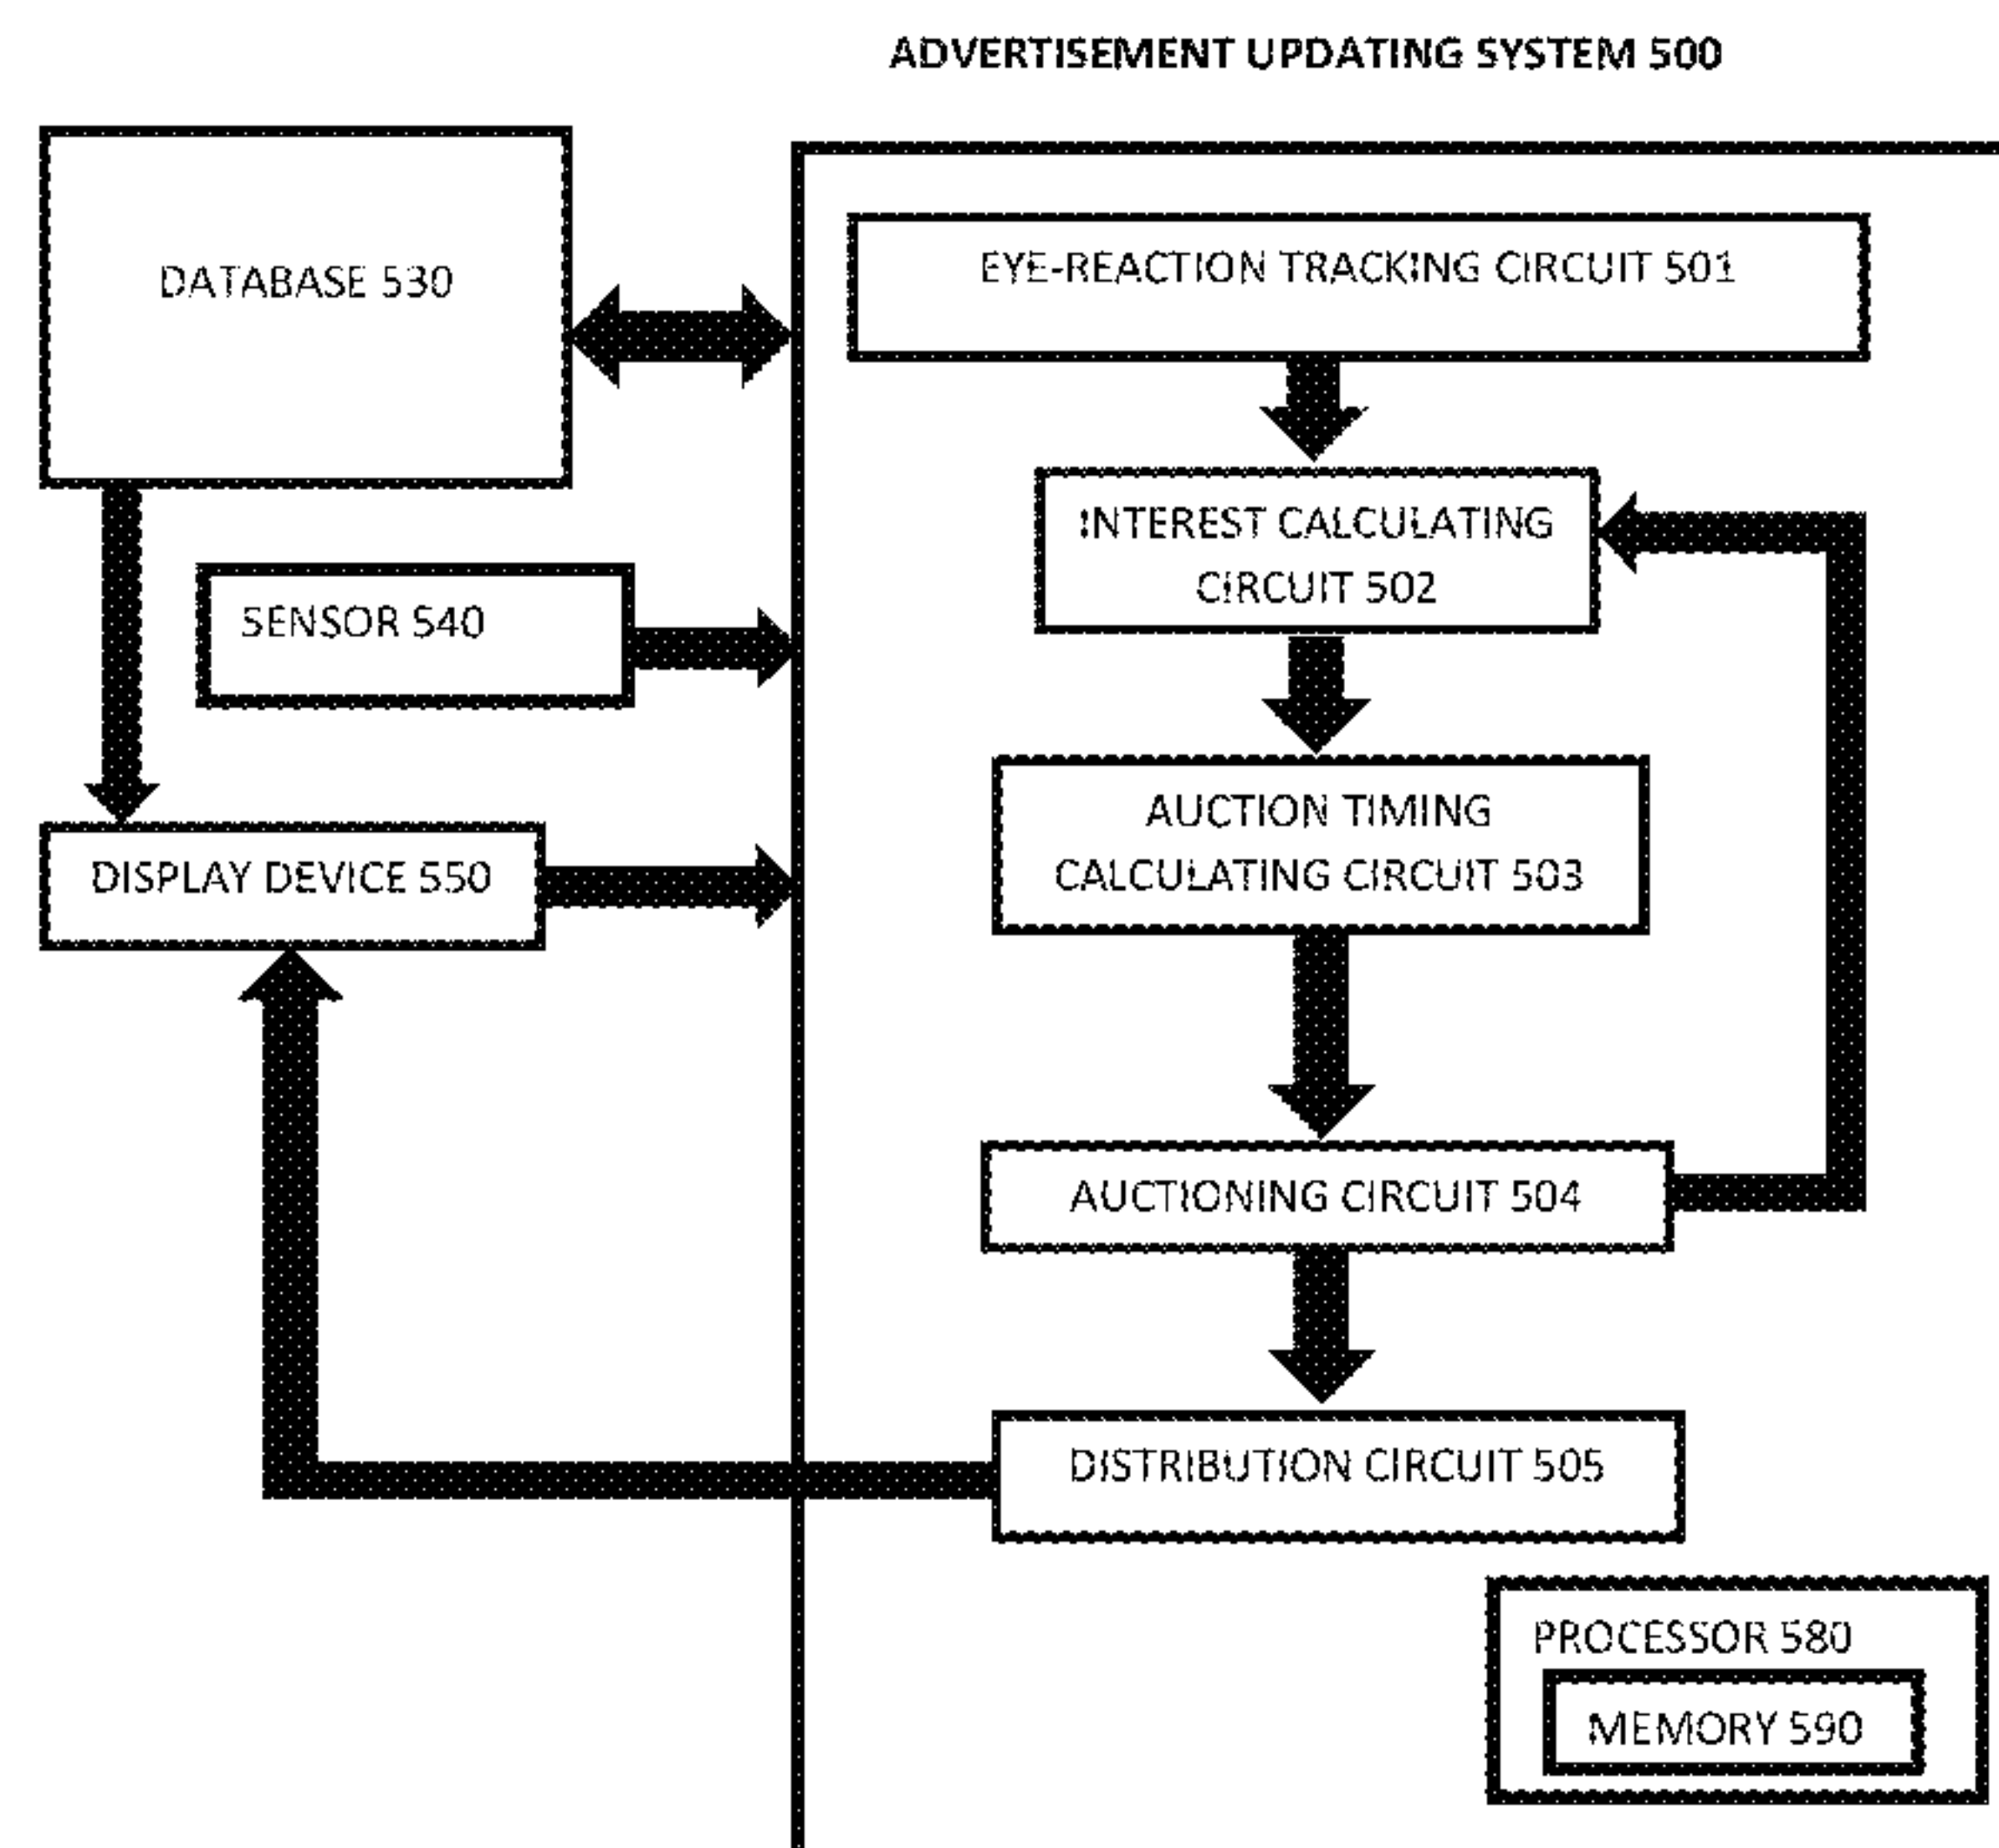 ADVERTISEMENT UPDATING SYSTEM 500
DATABASE 530
EYE-REACTION TRACKING CIRCUIT 501
INTEREST CALCULATING
CIRCUIT 502
SENSOR 540
AUCTION TIMING
CALCULATING CIRCUIT 503
DISPLAY DEVICE 550
AUCTIONING CIRCUIT 504
DISTRIBUTION CIRCUIT 505
PROCESSOR 580
MEMORY 590